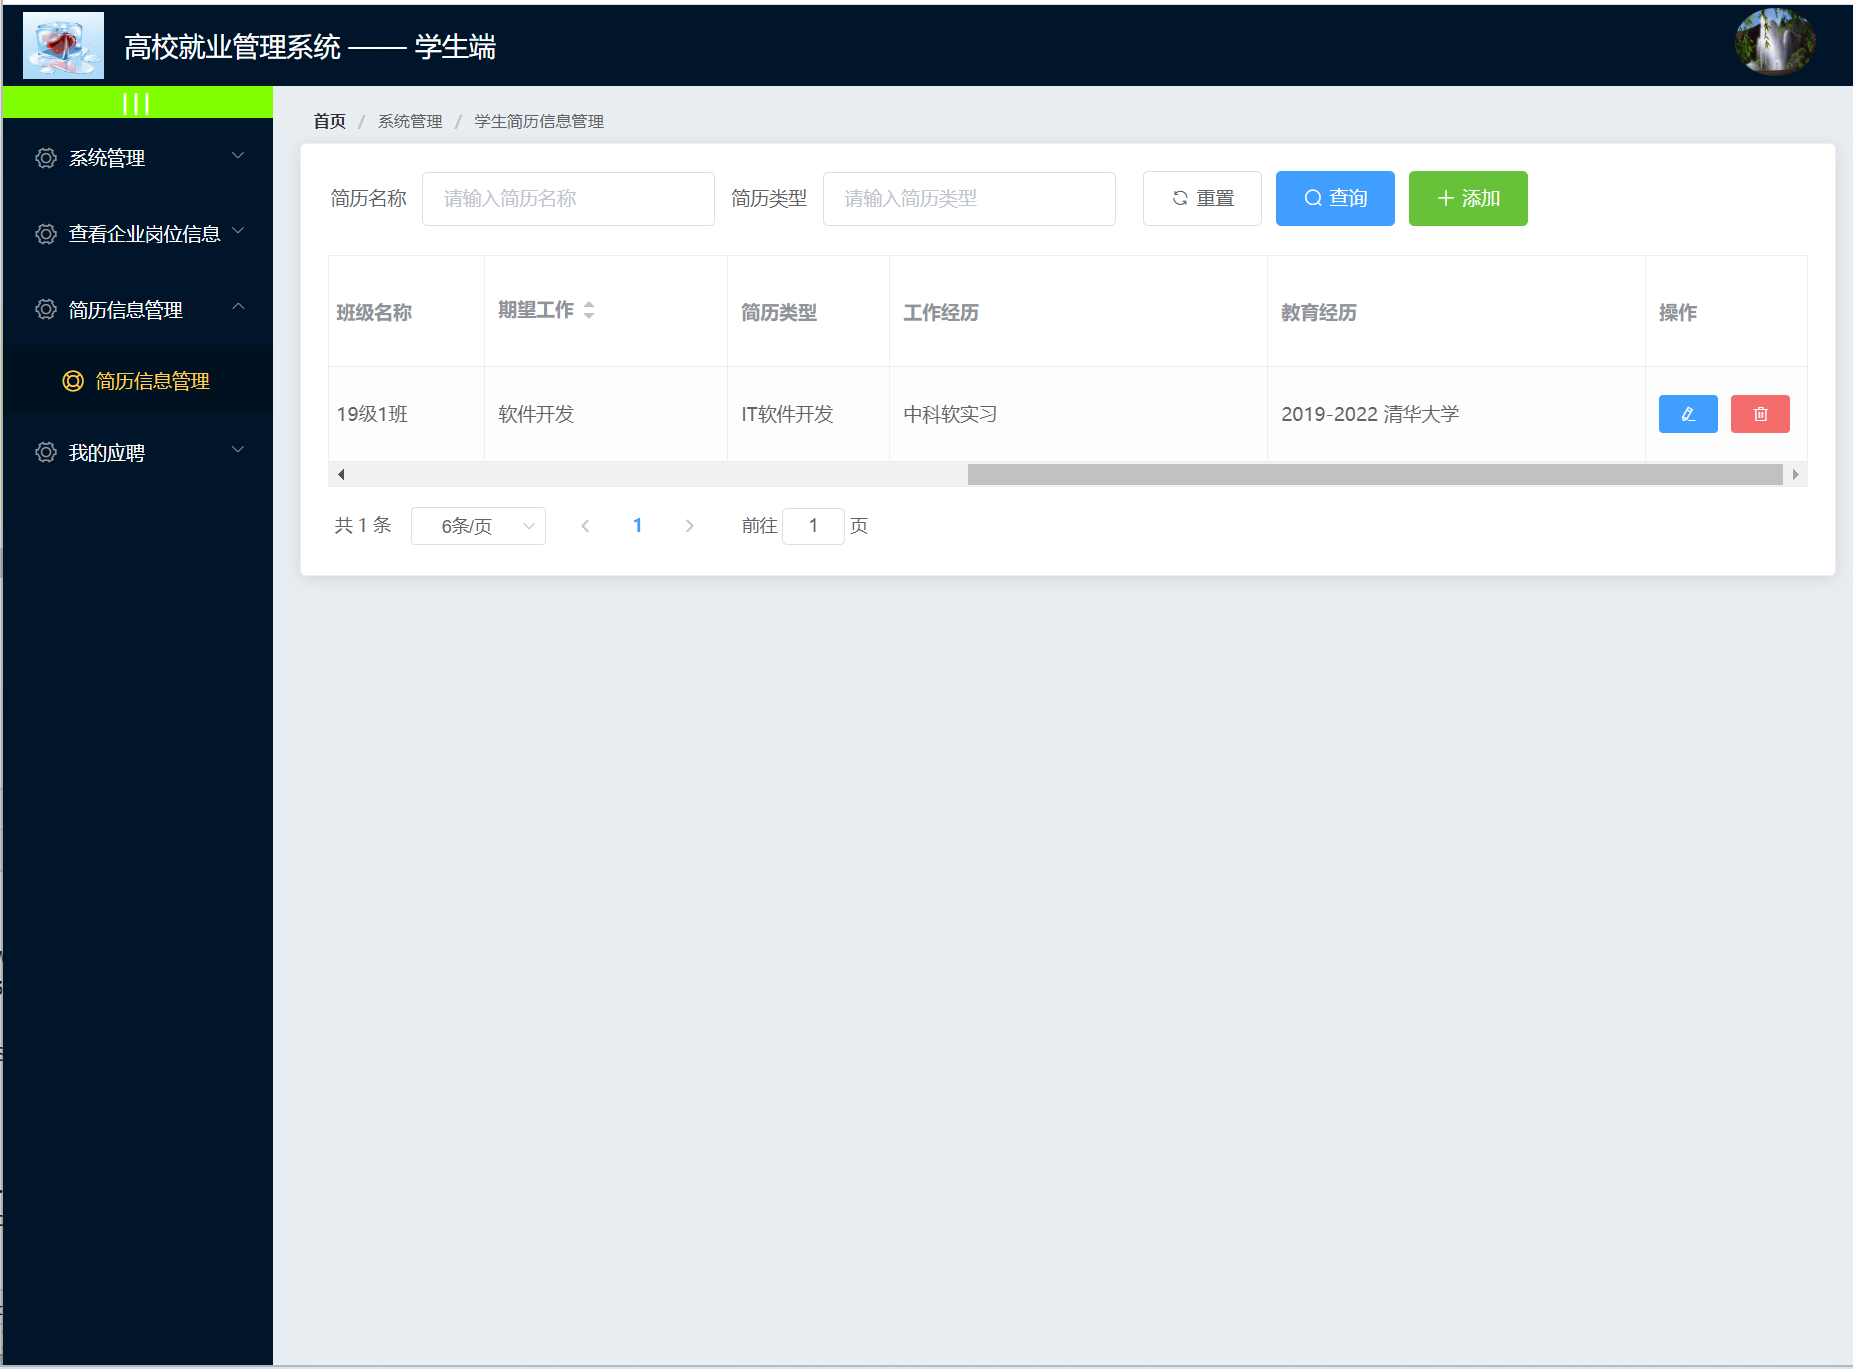 高校就业管理系统 —— 学生端
|||
系统管理
查看企业岗位信息
简历信息管理
简历信息管理
我的应聘
首页 / 系统管理 / 学生简历信息管理
简历名称 请输入简历名称 简历类型 请输入简历类型 重置 查询 添加
班级名称 期望工作 简历类型 工作经历 教育经历 操作
19级1班 软件开发 IT软件开发 中科软实习 2019-2022 清华大学
共 1 条 6条/页 1 前往 1 页